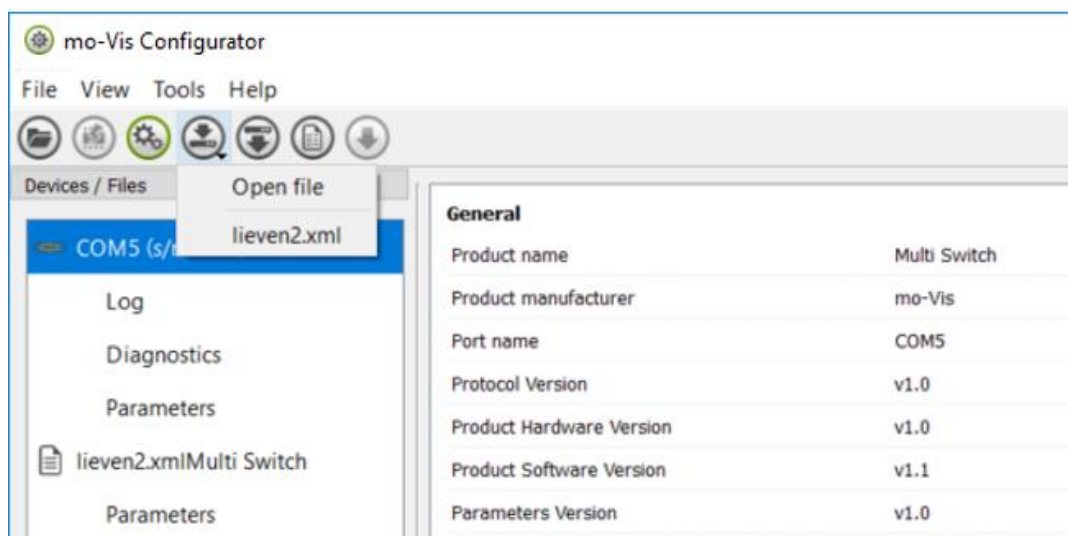 mo-Vis Configurator
File View Tools Help
Devices / Files
Open file
lieven2.xml
COM5 (s/
Log
Diagnostics
Parameters
lieven2.xmlMulti Switch
Parameters
General
Product name Multi Switch
Product manufacturer mo-Vis
Port name COM5
Protocol Version v1.0
Product Hardware Version v1.0
Product Software Version v1.1
Parameters Version v1.0